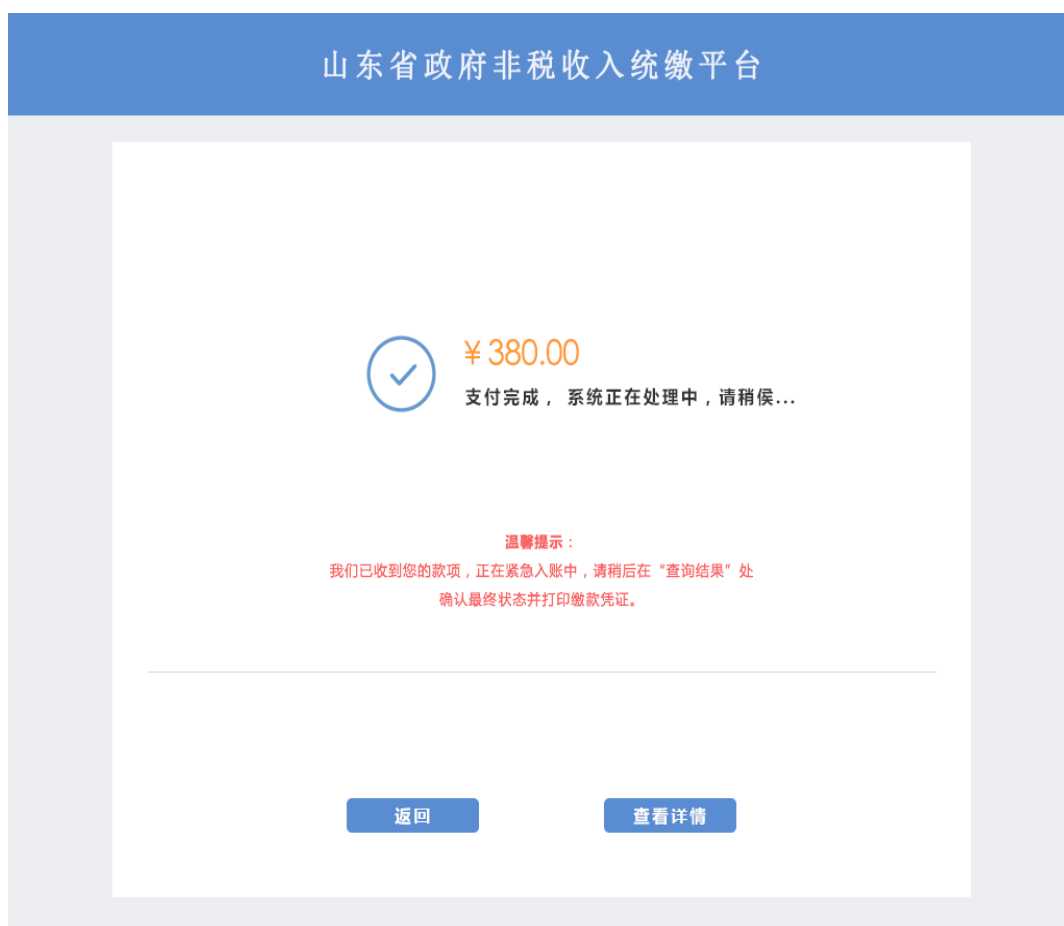 山东省政府非税收入统缴平台
￥380.00
支付完成， 系统正在处理中，请稍侯...
温馨提示：
我们已收到您的款项，正在紧急入账中，请稍后在“查询结果”处
确认最终状态并打印缴款凭证。
返回
查看详情